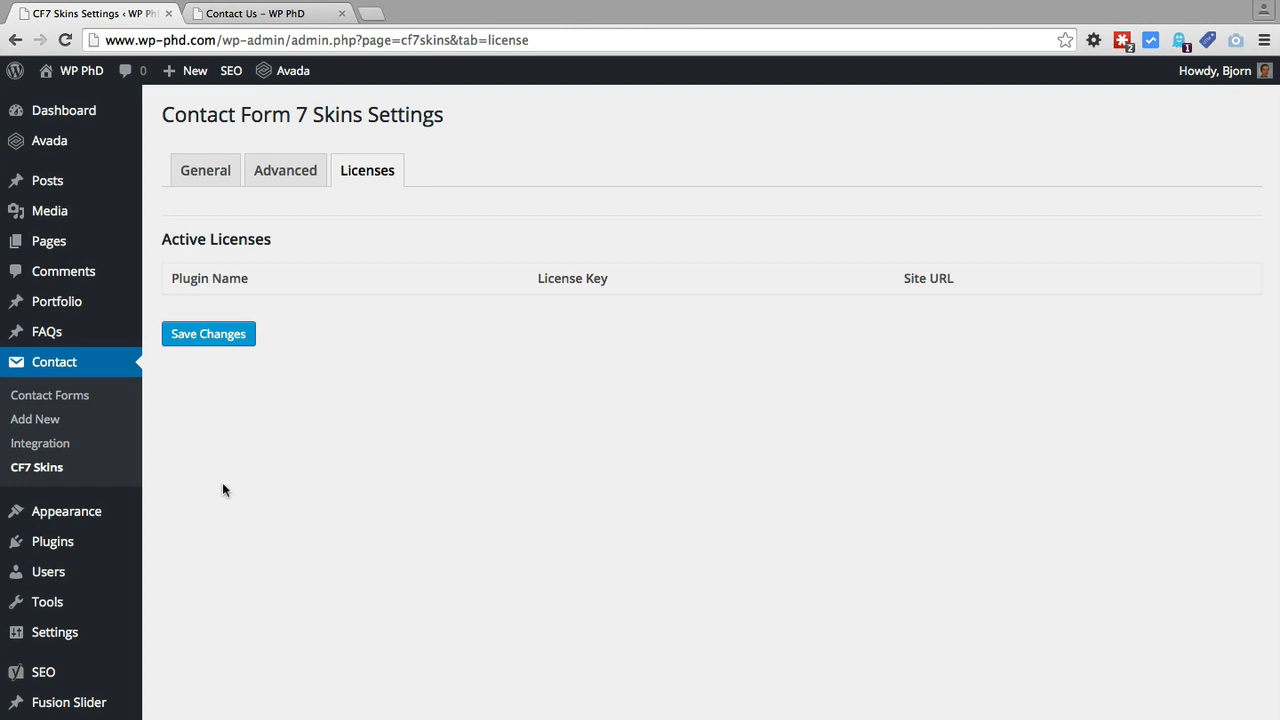 CF7 Skins Settings ‹ WP Ph
Contact Us – WP PhD
www.wp-phd.com/wp-admin/admin.php?page=cf7skins&tab=license
2
1
WP PhD
0
New
SEO
Avada
Howdy, Bjorn
Dashboard
Avada
Posts
Media
Pages
Comments
Portfolio
FAQs
Contact
Contact Forms
Add New
Integration
CF7 Skins
Appearance
Plugins
Users
Tools
Settings
SEO
Fusion Slider
Contact Form 7 Skins Settings
General
Advanced
Licenses
Active Licenses
Plugin Name
License Key
Site URL
Save Changes